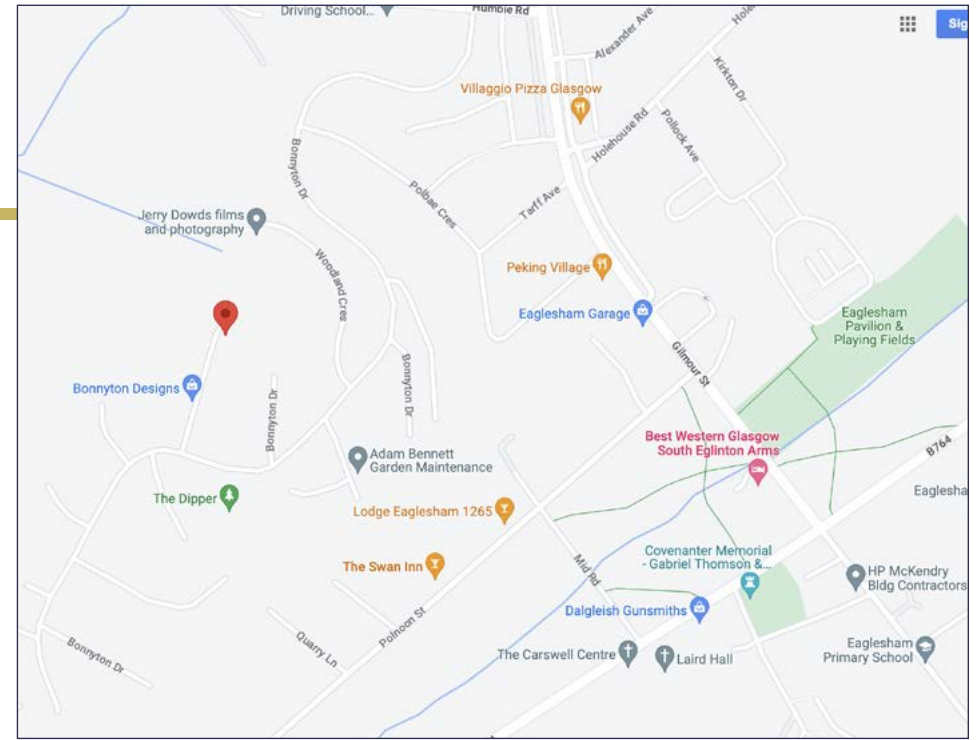 Driving School...
Humbie Rd
Alexander Ave
Hole
Sig
Kirkton Dr
Villaggio Pizza Glasgow
Holehouse Rd
Pollock Ave
Bonnyton Dr
Polbae Cres
Tarff Ave
Jerry Dowds films
and photography
Woodland Cres
Peking Village
Eaglesham Garage
Eaglesham
Pavilion &
Playing Fields
Gilmour St
Bonnyton Designs
Bonnyton Dr
Bonnyton Dr
Best Western Glasgow
South Eglinton Arms
B764
Adam Bennett
Garden Maintenance
Eaglesha
The Dipper
Lodge Eaglesham 1265
The Swan Inn
Mid Rd
Covenanter Memorial
- Gabriel Thomson &...
HP McKendry
Bldg Contractors
Dalgleish Gunsmiths
Polnoon St
Quarry Ln
Bonnyton Dr
The Carswell Centre
Laird Hall
Eaglesham
Primary School